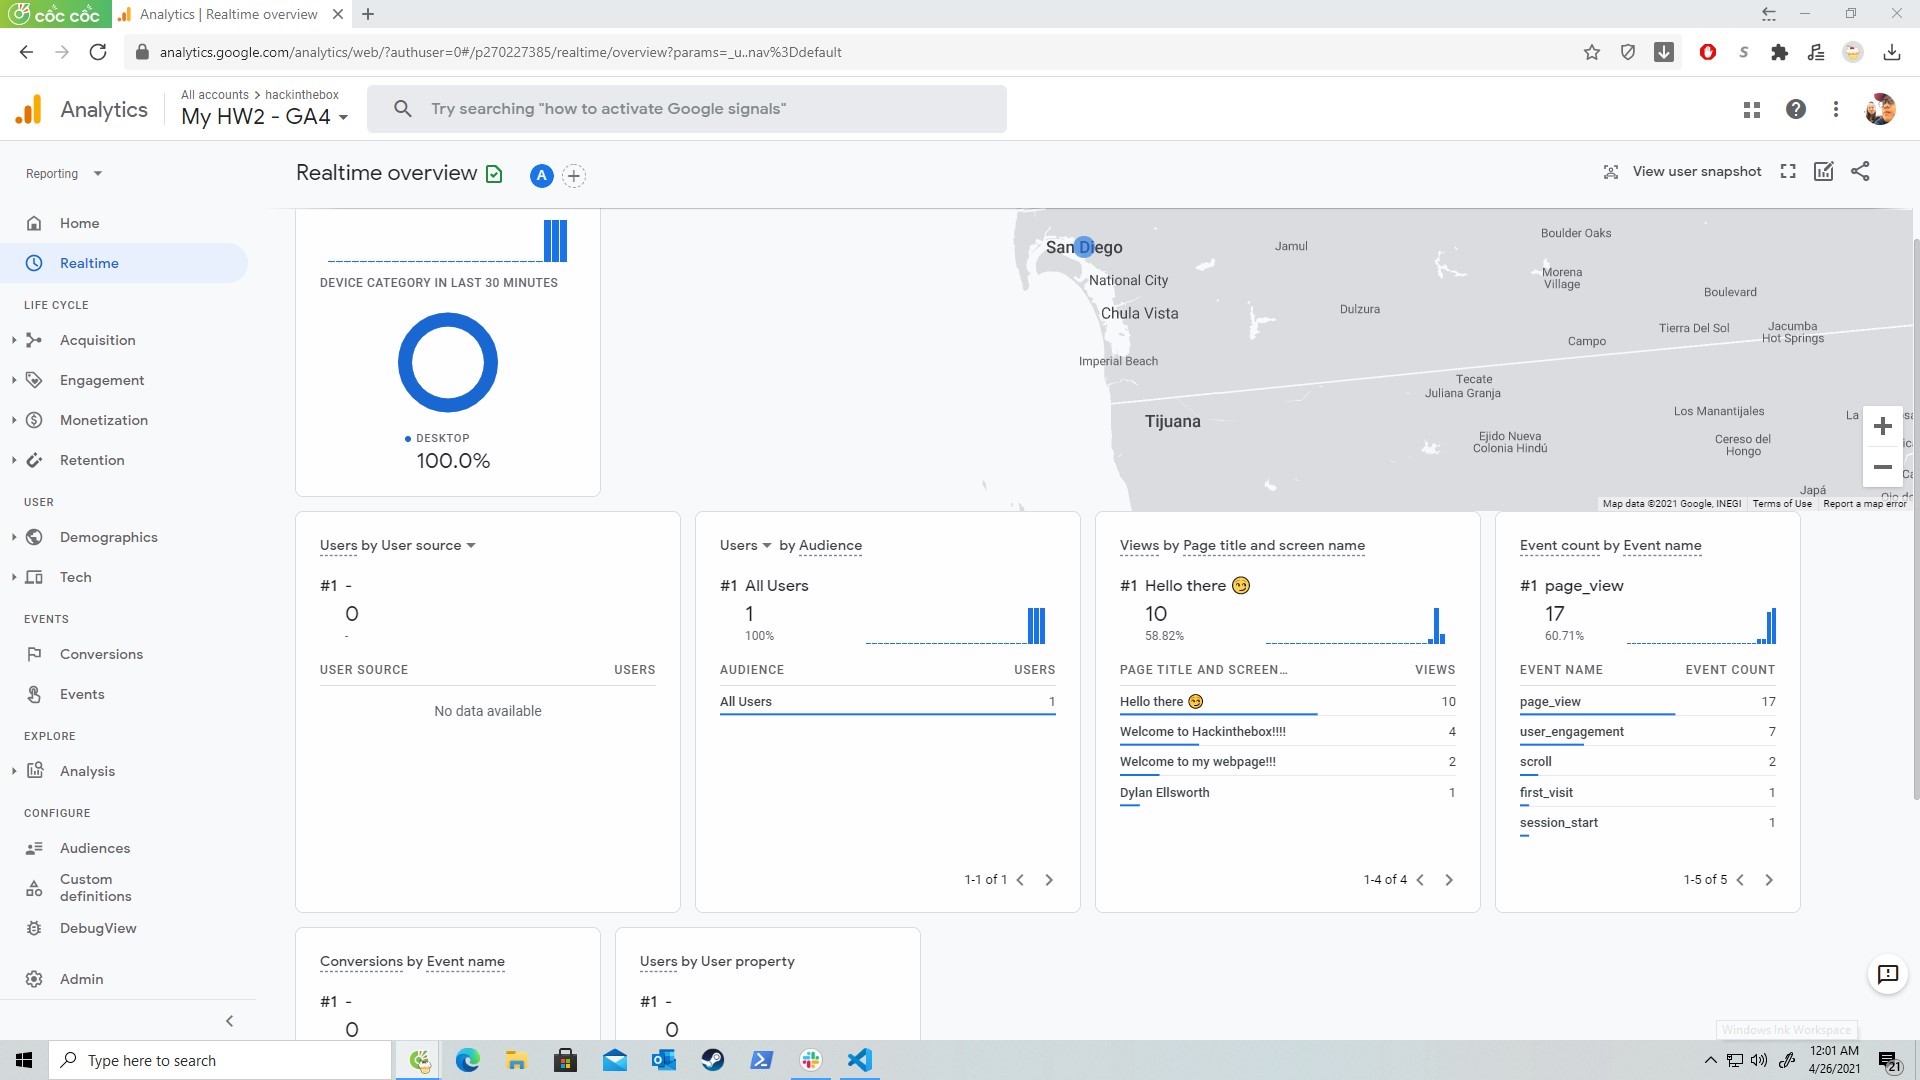 cốc cốc
Analytics | Realtime overview
analytics.google.com/analytics/web/?authuser=0#/p270227385/realtime/overview?params=_u..nav%3Ddefault
Analytics
All accounts > hackinthebox
My HW2 - GA4
Try searching "how to activate Google signals"
Reporting
Realtime overview
A
View user snapshot
Home
Realtime
LIFE CYCLE
Acquisition
Engagement
Monetization
Retention
USER
Demographics
Tech
EVENTS
Conversions
Events
EXPLORE
Analysis
CONFIGURE
Audiences
Custom
definitions
DebugView
Admin
DEVICE CATEGORY IN LAST 30 MINUTES
DESKTOP
100.0%
San Diego
National City
Chula Vista
Imperial Beach
Tijuana
Jamul
Dulzura
Boulder Oaks
Morena
Village
Boulevard
Tierra Del Sol
Jacumba
Hot Springs
Campo
Tecate
Juliana Granja
Los Manantijales
La
Ejido Nueva
Colonia Hindú
Cereso del
Hongo
Japá
Map data ©2021 Google, INEGI
Terms of Use
Report a map error
Users by User source
#1 -
0
-
USER SOURCE USERS
No data available
Users by Audience
#1 All Users
1
100%
AUDIENCE USERS
All Users 1
1-1 of 1
Views by Page title and screen name
#1 Hello there 😏
10
58.82%
PAGE TITLE AND SCREEN... VIEWS
Hello there 😏 10
Welcome to Hackinthebox!!!! 4
Welcome to my webpage!!! 2
Dylan Ellsworth 1
1-4 of 4
Event count by Event name
#1 page_view
17
60.71%
EVENT NAME EVENT COUNT
page_view 17
user_engagement 7
scroll 2
first_visit 1
session_start 1
1-5 of 5
Conversions by Event name
#1 -
0
Users by User property
#1 -
0
Windows Ink Workspace
Type here to search
12:01 AM
4/26/2021
21